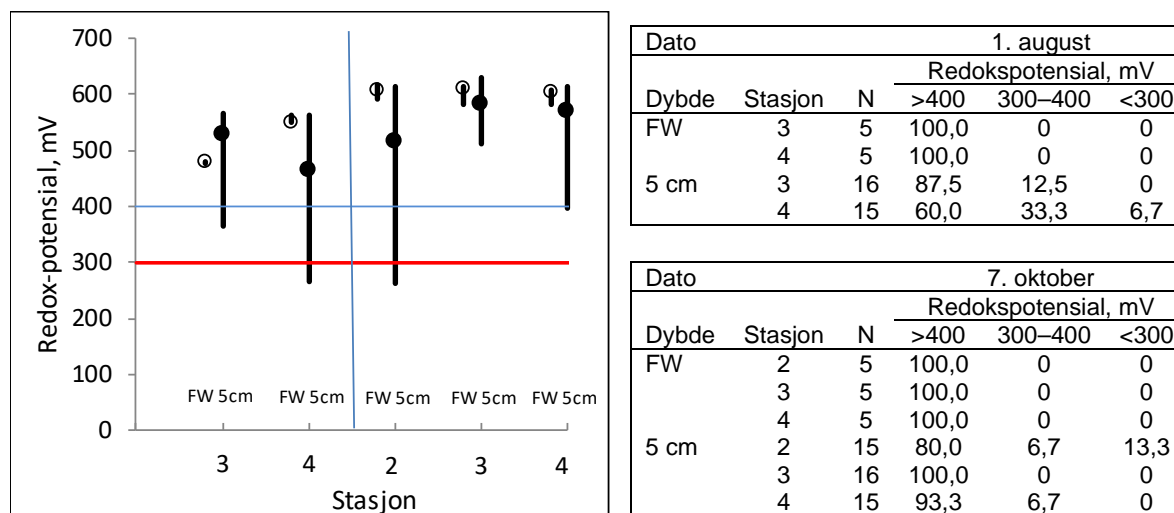 Redox-potensial, mV
700
600
500
400
300
200
100
0
FW 5cm FW 5cm FW 5cm FW 5cm FW 5cm
3 4 2 3 4
Stasjon
Dato 1. august
Redokspotensial, mV
Dybde Stasjon N >400 300–400 <300
FW 3 5 100,0 0 0
4 5 100,0 0 0
5 cm 3 16 87,5 12,5 0
4 15 60,0 33,3 6,7
Dato 7. oktober
Redokspotensial, mV
Dybde Stasjon N >400 300–400 <300
FW 2 5 100,0 0 0
3 5 100,0 0 0
4 5 100,0 0 0
5 cm 2 15 80,0 6,7 13,3
3 16 100,0 0 0
4 15 93,3 6,7 0